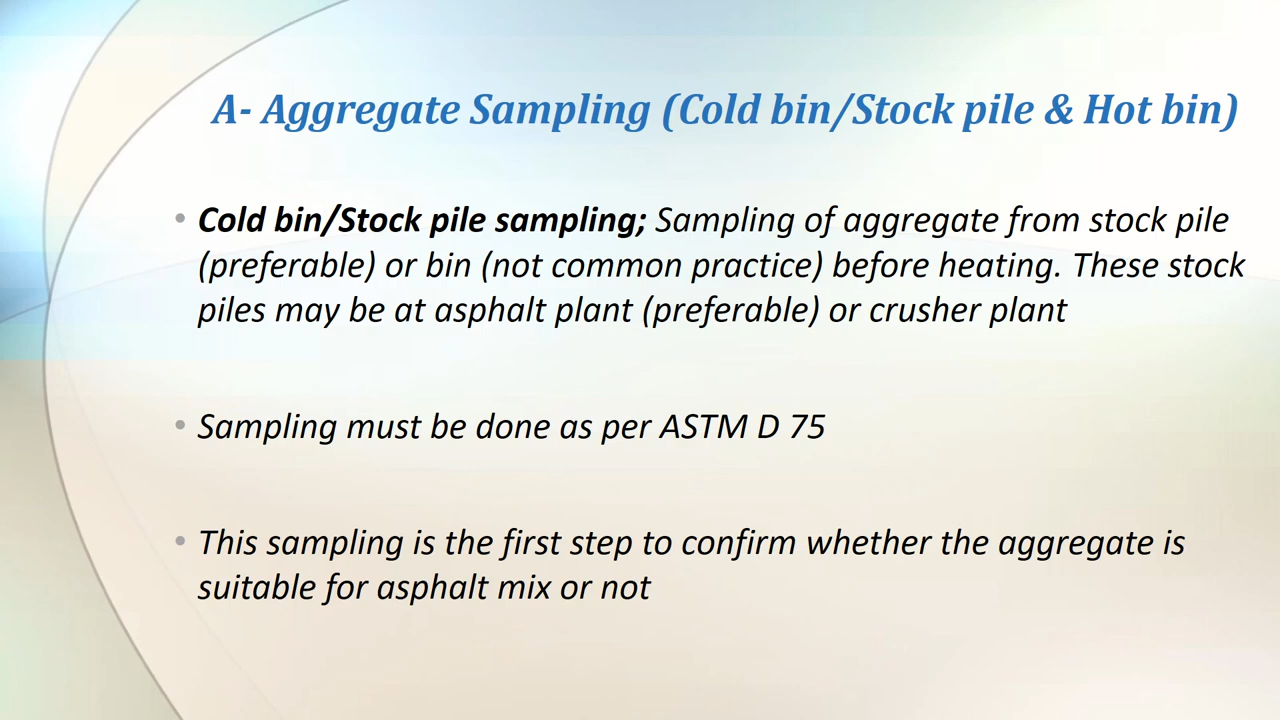 A- Aggregate Sampling (Cold bin/Stock pile & Hot bin)
• Cold bin/Stock pile sampling; Sampling of aggregate from stock pile
(preferable) or bin (not common practice) before heating. These stock
piles may be at asphalt plant (preferable) or crusher plant
• Sampling must be done as per ASTM D 75
• This sampling is the first step to confirm whether the aggregate is
suitable for asphalt mix or not